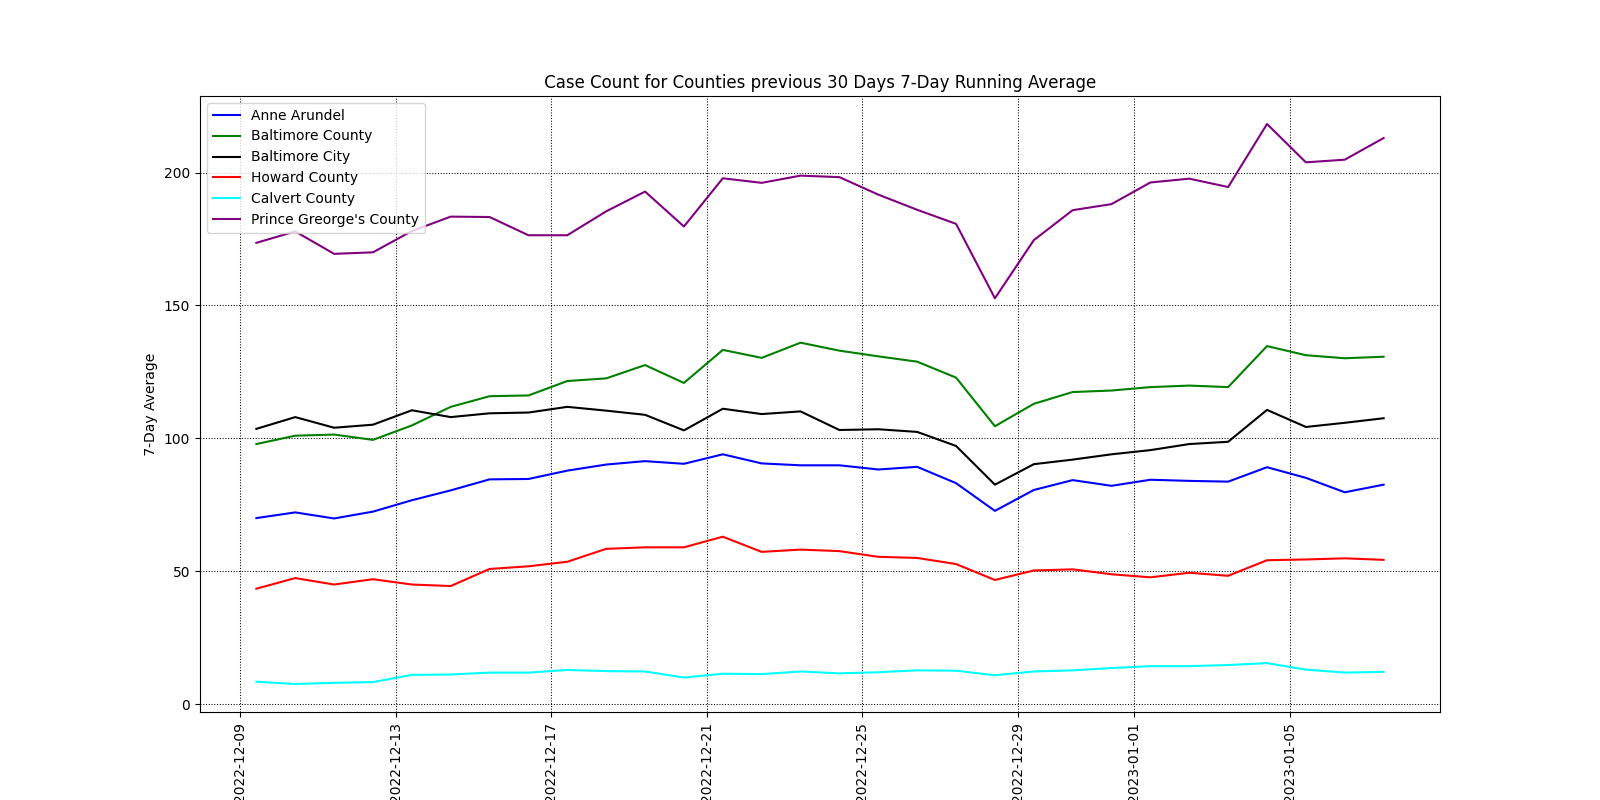 Case Count for Counties previous 30 Days 7-Day Running Average
Anne Arundel
Baltimore County
Baltimore City
Howard County
Calvert County
Prince Greorge's County
7-Day Average
200
150
100
50
0
2022-12-09
2022-12-13
2022-12-17
2022-12-21
2022-12-25
2022-12-29
2023-01-01
2023-01-05